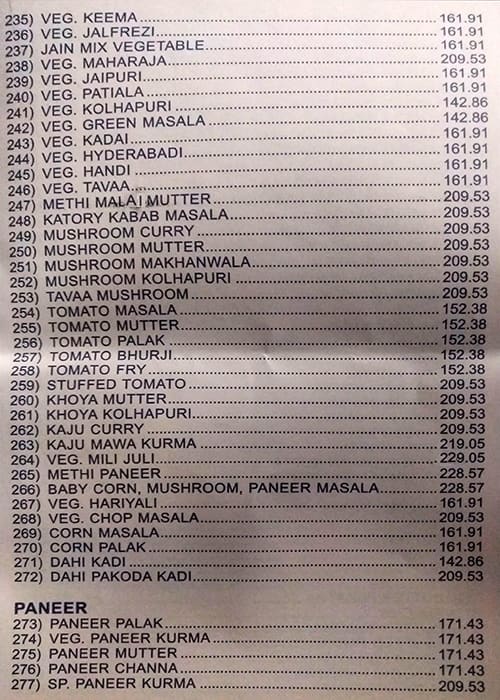 235) VEG. KEEMA 161.91
236) VEG. JALFREZI 161.91
237) JAIN MIX VEGETABLE 161.91
238) VEG. MAHARAJA 209.53
239) VEG. JAIPURI 161.91
240) VEG. PATIALA 161.91
241) VEG. KOLHAPURI 142.86
242) VEG. GREEN MASALA 142.86
243) VEG. KADAI 161.91
244) VEG. HYDERABADI 161.91
245) VEG. HANDI 161.91
246) VEG. TAVAA 161.91
247) METHI MALAI MUTTER 209.53
248) KATORY KABAB MASALA 209.53
249) MUSHROOM CURRY 209.53
250) MUSHROOM MUTTER 209.53
251) MUSHROOM MAKHANWALA 209.53
252) MUSHROOM KOLHAPURI 209.53
253) TAVAA MUSHROOM 209.53
254) TOMATO MASALA 152.38
255) TOMATO MUTTER 152.38
256) TOMATO PALAK 152.38
257) TOMATO BHURJI 152.38
258) TOMATO FRY 152.38
259) STUFFED TOMATO 209.53
260) KHOYA MUTTER 209.53
261) KHOYA KOLHAPURI 209.53
262) KAJU CURRY 209.53
263) KAJU MAWA KURMA 219.05
264) VEG. MILI JULI 229.05
265) METHI PANEER 228.57
266) BABY CORN, MUSHROOM, PANEER MASALA 228.57
267) VEG. HARIYALI 161.91
268) VEG. CHOP MASALA 209.53
269) CORN MASALA 161.91
270) CORN PALAK 161.91
271) DAHI KADI 142.86
272) DAHI PAKODA KADI 209.53
PANEER
273) PANEER PALAK 171.43
274) VEG. PANEER KURMA 171.43
275) PANEER MUTTER 171.43
276) PANEER CHANNA 171.43
277) SP. PANEER KURMA 209.53